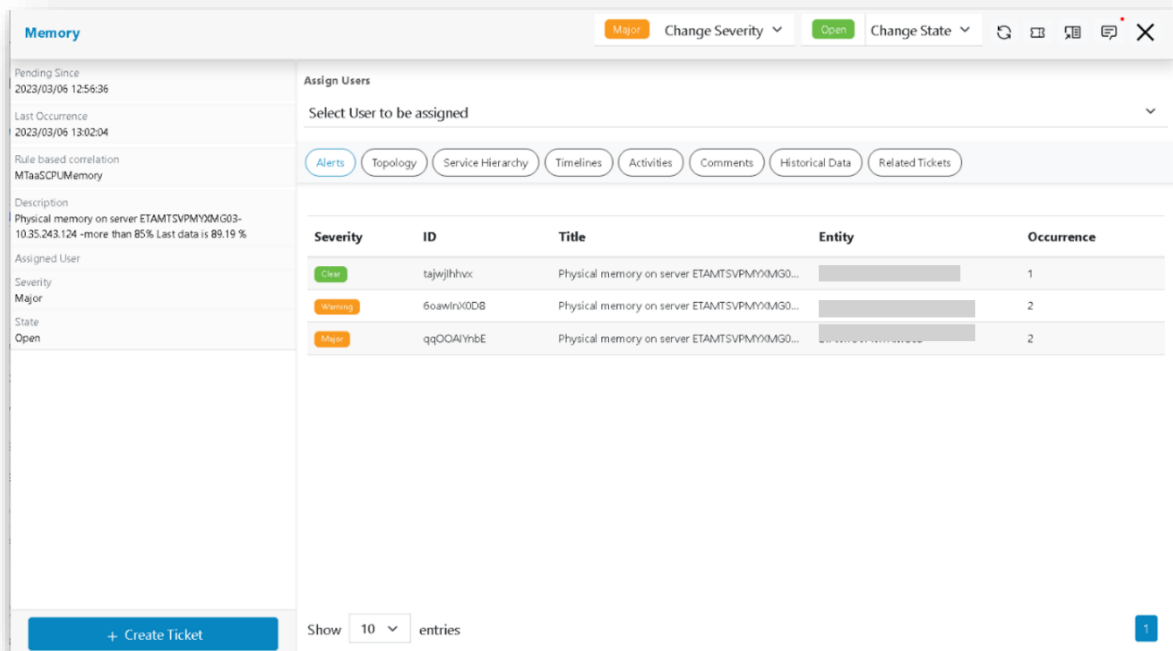 Memory
Major Change Severity
Open Change State
Pending Since
2023/03/06 12:56:36
Last Occurrence
2023/03/06 13:02:04
Rule based correlation
MTaaSCPUMemory
Description
Physical memory on server ETAMTSVPMYXMG03-
10.35.243.124 -more than 85% Last data is 89.19 %
Assigned User
Severity
Major
State
Open
+ Create Ticket
Assign Users
Select User to be assigned
Alerts Topology Service Hierarchy Timelines Activities Comments Historical Data Related Tickets
Severity ID Title Entity Occurrence
Clear tajwjlhhvx Physical memory on server ETAMTSVPMYXMG0... 1
Warning 6oawlnX0D8 Physical memory on server ETAMTSVPMYXMG0... 2
Major qqOOAlYnbE Physical memory on server ETAMTSVPMYXMG0... 2
Show 10 entries
1